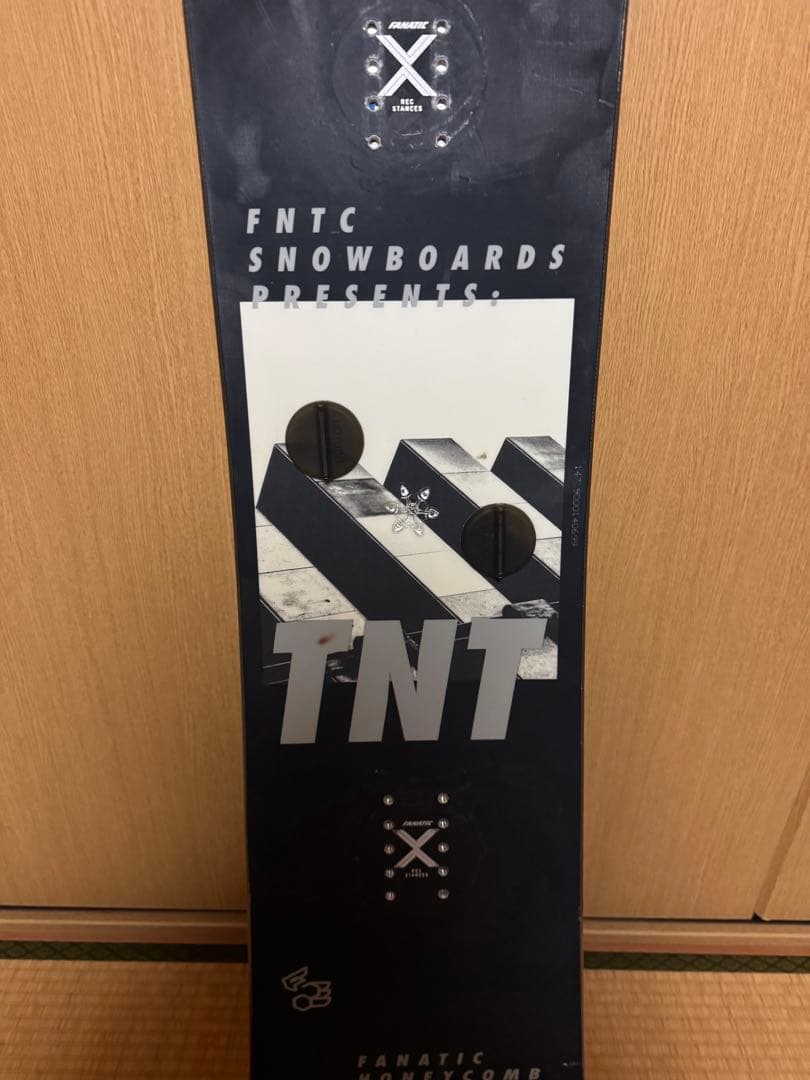 FANATIC
X
REC
STANCES
FNTC
SNOWBOARDS
PRESENTS:
TNT
FANATIC
X
REC
STANCES
FANATIC
HONEYCOMB